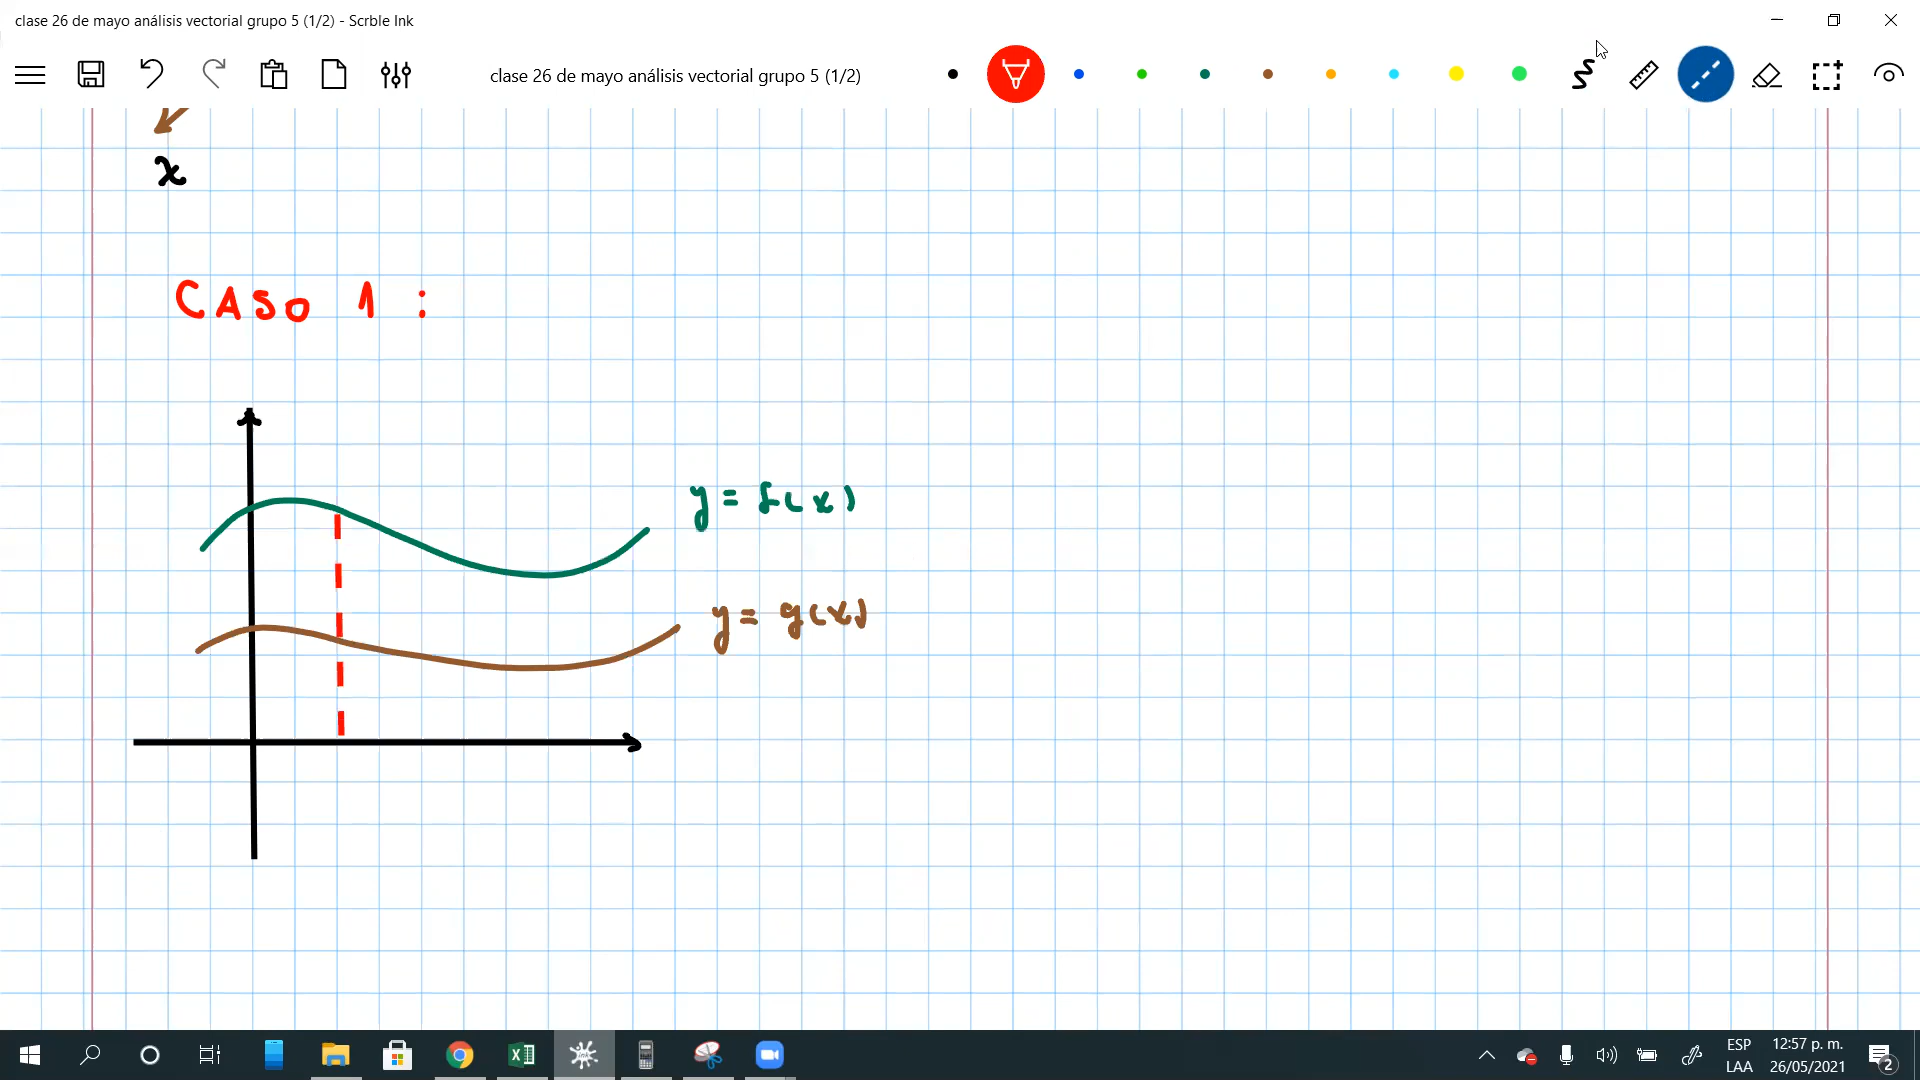 clase 26 de mayo análisis vectorial grupo 5 (1/2) - Scrble Ink
clase 26 de mayo análisis vectorial grupo 5 (1/2)
x
CASO 1 :
y = f(x)
y = g(x)
ESP
LAA
12:57 p. m.
26/05/2021
2